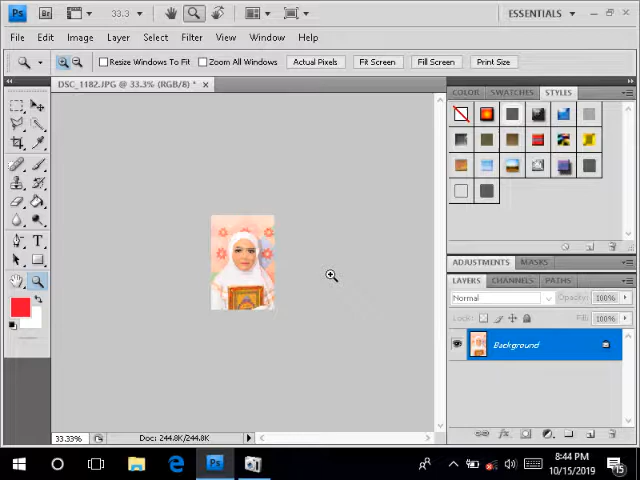 Ps Br 33.3 ESSENTIALS
File Edit Image Layer Select Filter View Window Help
Resize Windows To Fit Zoom All Windows Actual Pixels Fit Screen Fill Screen Print Size
DSC_1182.JPG @ 33.3% (RGB/8) *
COLOR SWATCHES STYLES
ADJUSTMENTS MASKS
LAYERS CHANNELS PATHS
Normal Opacity: 100%
Lock: Fill: 100%
Background
33.33% Doc: 244.8K/244.8K
Ps 8:44 PM
10/15/2019
15